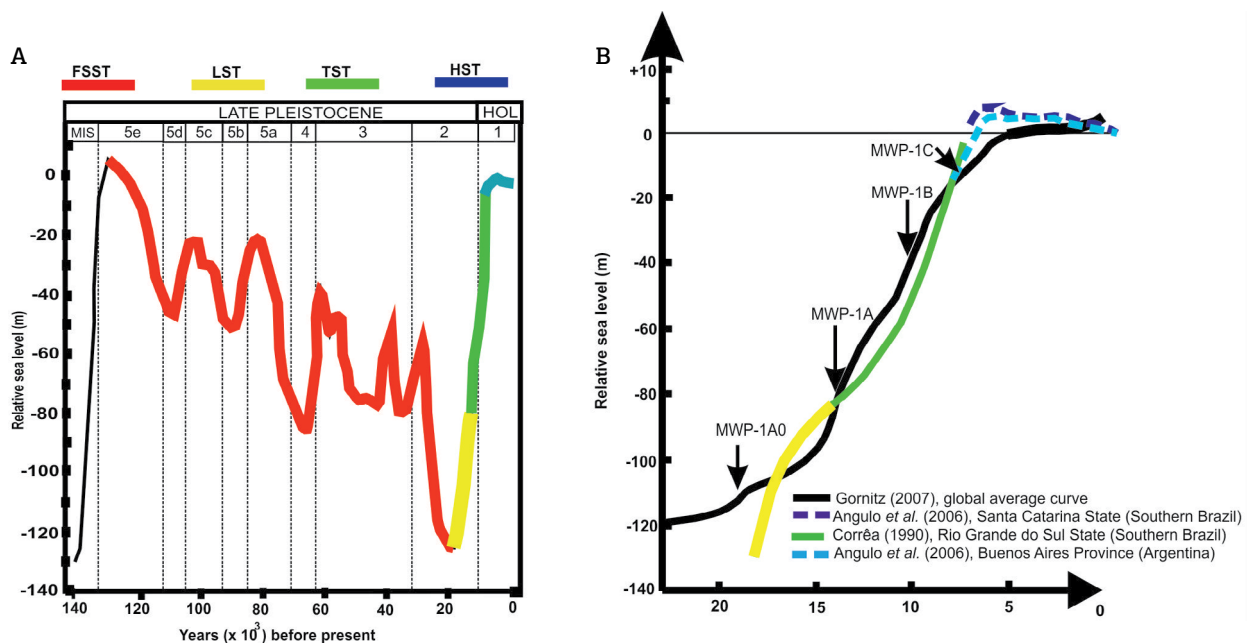 A
FSST LST TST HST
LATE PLEISTOCENE HOL
MIS 5e 5d 5c 5b 5a 4 3 2 1
Relative sea level (m)
0
-20
-40
-60
-80
-100
-120
-140
140 120 100 80 60 40 20 0
Years (x 10³) before present
B
Relative sea level (m)
+10
0
-20
-40
-60
-80
-100
-120
-140
MWP-1C
MWP-1B
MWP-1A
MWP-1A0
Gornitz (2007), global average curve
Angulo et al. (2006), Santa Catarina State (Southern Brazil)
Corrêa (1990), Rio Grande do Sul State (Southern Brazil)
Angulo et al. (2006), Buenos Aires Province (Argentina)
20 15 10 5 0